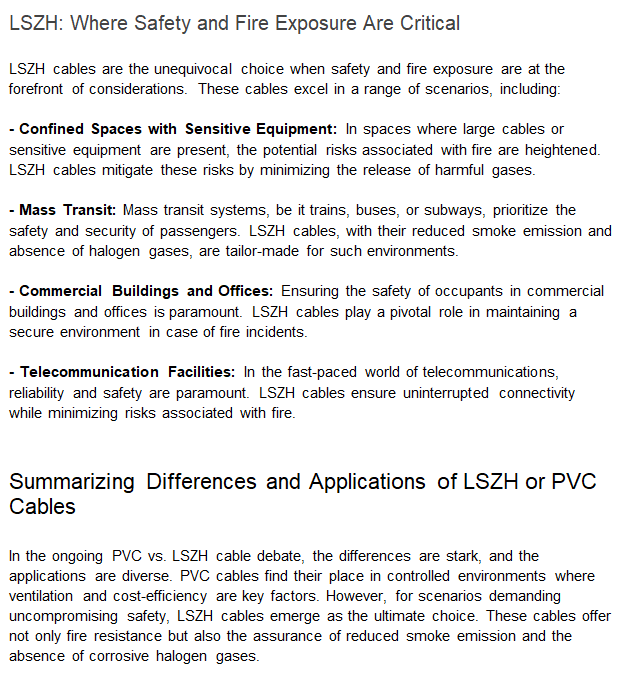 LSZH: Where Safety and Fire Exposure Are Critical
LSZH cables are the unequivocal choice when safety and fire exposure are at the
forefront of considerations. These cables excel in a range of scenarios, including:
- Confined Spaces with Sensitive Equipment: In spaces where large cables or
sensitive equipment are present, the potential risks associated with fire are heightened.
LSZH cables mitigate these risks by minimizing the release of harmful gases.
- Mass Transit: Mass transit systems, be it trains, buses, or subways, prioritize the
safety and security of passengers. LSZH cables, with their reduced smoke emission and
absence of halogen gases, are tailor-made for such environments.
- Commercial Buildings and Offices: Ensuring the safety of occupants in commercial
buildings and offices is paramount. LSZH cables play a pivotal role in maintaining a
secure environment in case of fire incidents.
- Telecommunication Facilities: In the fast-paced world of telecommunications,
reliability and safety are paramount. LSZH cables ensure uninterrupted connectivity
while minimizing risks associated with fire.
Summarizing Differences and Applications of LSZH or PVC
Cables
In the ongoing PVC vs. LSZH cable debate, the differences are stark, and the
applications are diverse. PVC cables find their place in controlled environments where
ventilation and cost-efficiency are key factors. However, for scenarios demanding
uncompromising safety, LSZH cables emerge as the ultimate choice. These cables offer
not only fire resistance but also the assurance of reduced smoke emission and the
absence of corrosive halogen gases.